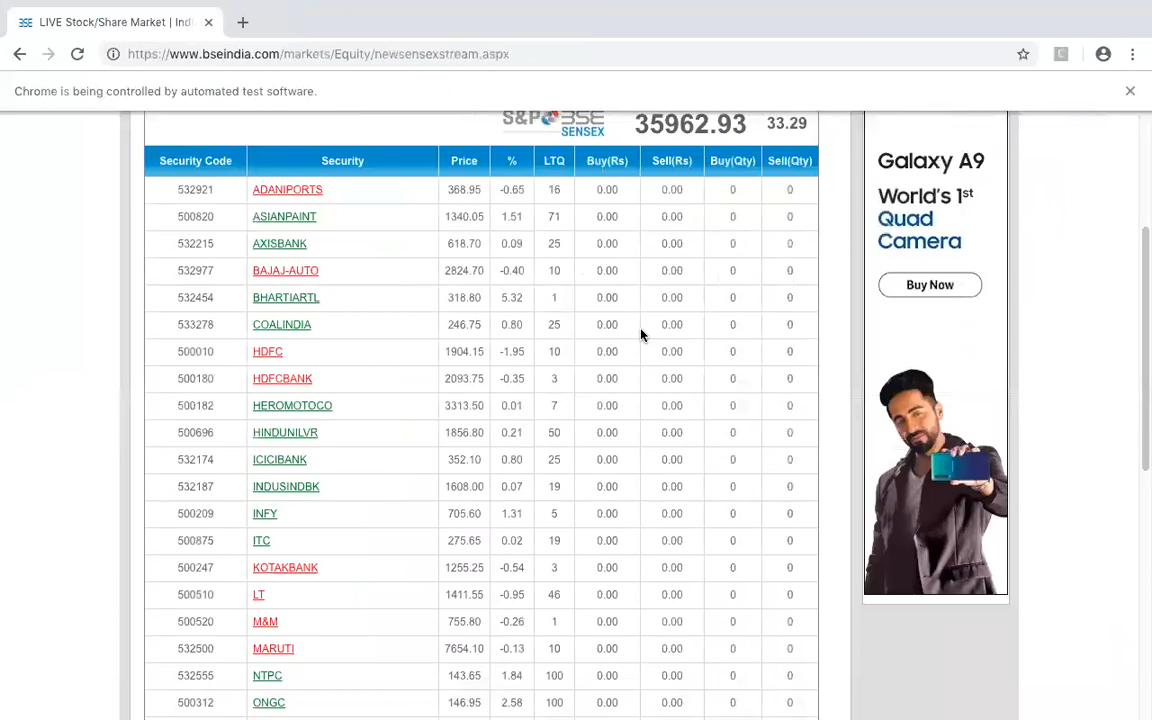 LIVE Stock/Share Market | Indi
https://www.bseindia.com/markets/Equity/newsensexstream.aspx
Chrome is being controlled by automated test software.
S&P BSE SENSEX 35962.93 33.29
Security Code Security Price % LTQ Buy(Rs) Sell(Rs) Buy(Qty) Sell(Qty)
532921 ADANIPORTS 368.95 -0.65 16 0.00 0.00 0 0
500820 ASIANPAINT 1340.05 1.51 71 0.00 0.00 0 0
532215 AXISBANK 618.70 0.09 25 0.00 0.00 0 0
532977 BAJAJ-AUTO 2824.70 -0.40 10 0.00 0.00 0 0
532454 BHARTIARTL 318.80 5.32 1 0.00 0.00 0 0
533278 COALINDIA 246.75 0.80 25 0.00 0.00 0 0
500010 HDFC 1904.15 -1.95 10 0.00 0.00 0 0
500180 HDFCBANK 2093.75 -0.35 3 0.00 0.00 0 0
500182 HEROMOTOCO 3313.50 0.01 7 0.00 0.00 0 0
500696 HINDUNILVR 1856.80 0.21 50 0.00 0.00 0 0
532174 ICICIBANK 352.10 0.80 25 0.00 0.00 0 0
532187 INDUSINDBK 1608.00 0.07 19 0.00 0.00 0 0
500209 INFY 705.60 1.31 5 0.00 0.00 0 0
500875 ITC 275.65 0.02 19 0.00 0.00 0 0
500247 KOTAKBANK 1255.25 -0.54 3 0.00 0.00 0 0
500510 LT 1411.55 -0.95 46 0.00 0.00 0 0
500520 M&M 755.80 -0.26 1 0.00 0.00 0 0
532500 MARUTI 7654.10 -0.13 10 0.00 0.00 0 0
532555 NTPC 143.65 1.84 100 0.00 0.00 0 0
500312 ONGC 146.95 2.58 100 0.00 0.00 0 0
Galaxy A9
World's 1st
Quad
Camera
Buy Now